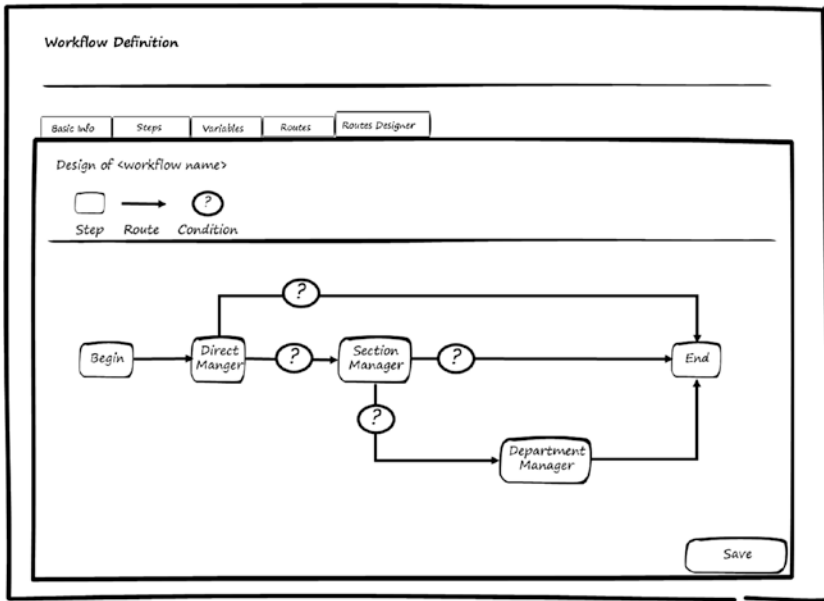 Workflow Definition
Basic Info
Steps
Variables
Routes
Routes Designer
Design of <workflow name>
?
Step
Route
Condition
?
Begin
Direct
Manger
?
Section
Manager
?
End
?
Department
Manager
Save